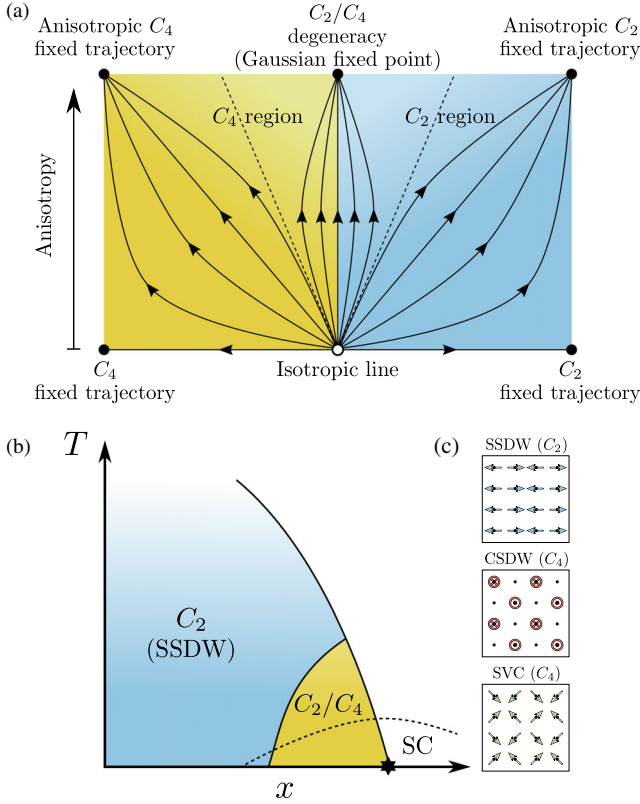 (a)
Anisotropic C4
fixed trajectory
C2/C4
degeneracy
(Gaussian fixed point)
Anisotropic C2
fixed trajectory
C4 region
C2 region
Anisotropy
C4
fixed trajectory
Isotropic line
C2
fixed trajectory
(b)
T
C2
(SSDW)
C2/C4
SC
x
(c)
SSDW (C2)
CSDW (C4)
SVC (C4)